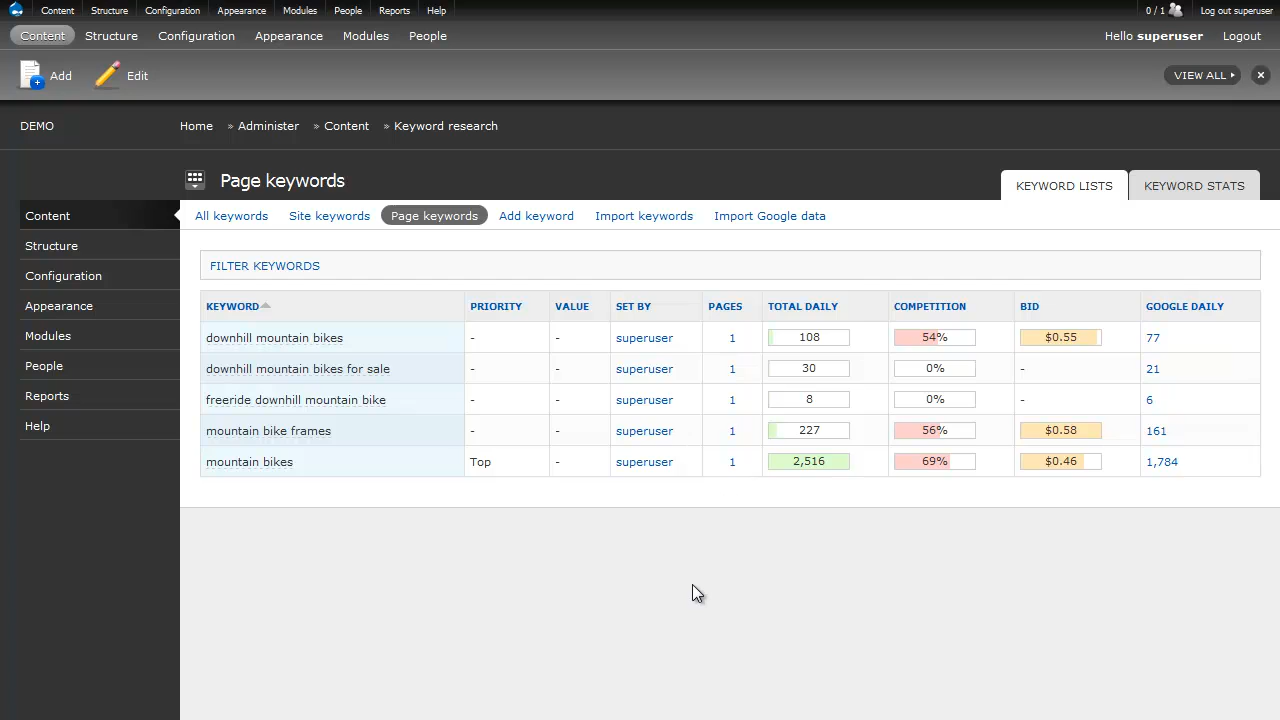 Content Structure Configuration Appearance Modules People Reports Help 0 / 1 Log out superuser
Content Structure Configuration Appearance Modules People Hello superuser Logout
Add Edit VIEW ALL
DEMO Home » Administer » Content » Keyword research
Page keywords KEYWORD LISTS KEYWORD STATS
Content
Structure
Configuration
Appearance
Modules
People
Reports
Help
All keywords Site keywords Page keywords Add keyword Import keywords Import Google data
FILTER KEYWORDS
KEYWORD PRIORITY VALUE SET BY PAGES TOTAL DAILY COMPETITION BID GOOGLE DAILY
downhill mountain bikes - - superuser 1 108 54% $0.55 77
downhill mountain bikes for sale - - superuser 1 30 0% - 21
freeride downhill mountain bike - - superuser 1 8 0% - 6
mountain bike frames - - superuser 1 227 56% $0.58 161
mountain bikes Top - superuser 1 2,516 69% $0.46 1,784